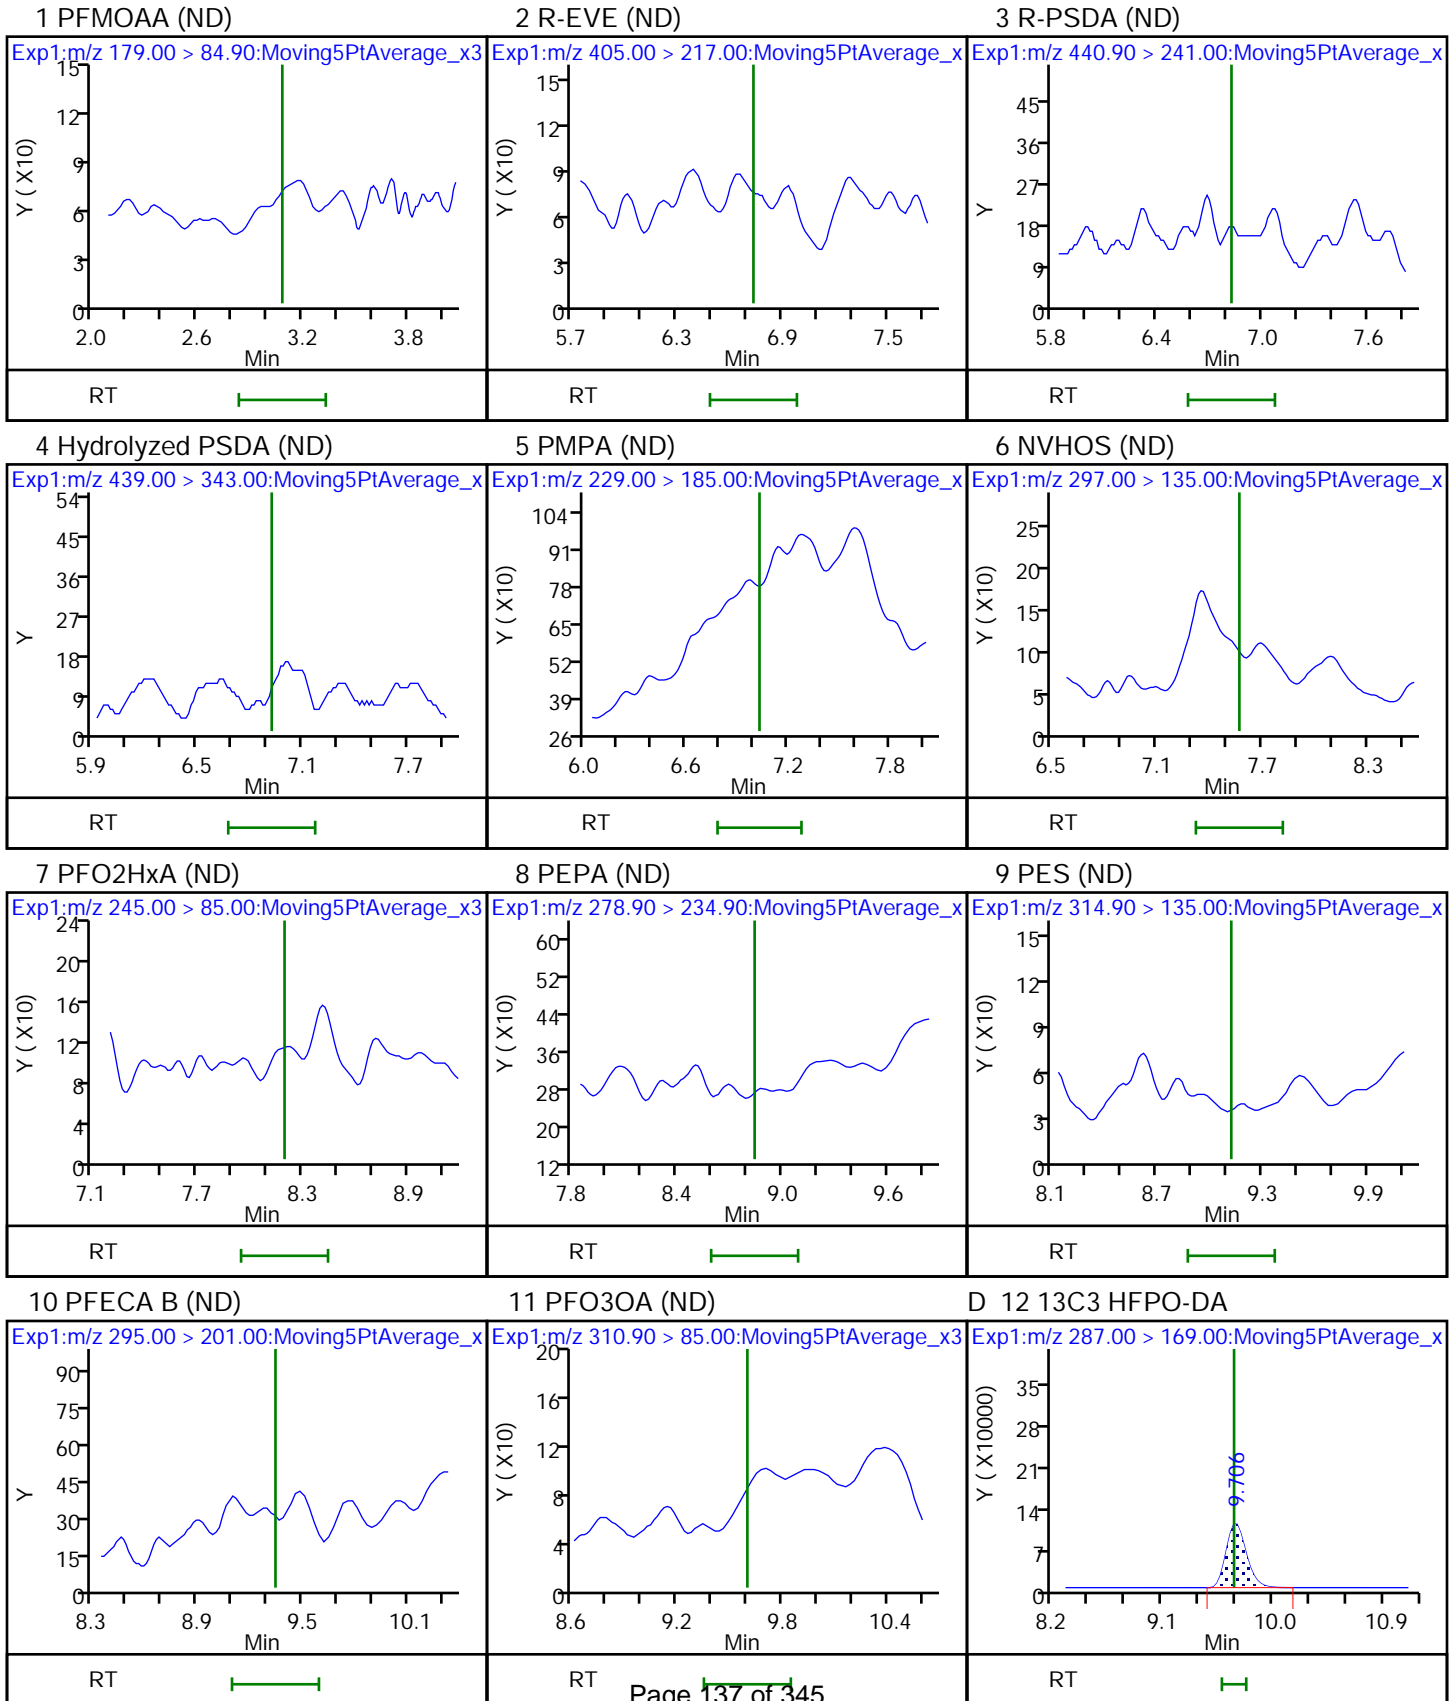 1 PFMOAA (ND)
Exp1:m/z 179.00 > 84.90:Moving5PtAverage_x3
Y ( X10)
15
12
9
6
3
0
2.0 2.6 3.2 3.8
Min
RT
2 R-EVE (ND)
Exp1:m/z 405.00 > 217.00:Moving5PtAverage_x
Y ( X10)
15
12
9
6
3
0
5.7 6.3 6.9 7.5
Min
RT
3 R-PSDA (ND)
Exp1:m/z 440.90 > 241.00:Moving5PtAverage_x
Y
45
36
27
18
9
0
5.8 6.4 7.0 7.6
Min
RT
4 Hydrolyzed PSDA (ND)
Exp1:m/z 439.00 > 343.00:Moving5PtAverage_x
Y
54
45
36
27
18
9
0
5.9 6.5 7.1 7.7
Min
RT
5 PMPA (ND)
Exp1:m/z 229.00 > 185.00:Moving5PtAverage_x
Y ( X10)
104
91
78
65
52
39
26
6.0 6.6 7.2 7.8
Min
RT
6 NVHOS (ND)
Exp1:m/z 297.00 > 135.00:Moving5PtAverage_x
Y ( X10)
25
20
15
10
5
0
6.5 7.1 7.7 8.3
Min
RT
7 PFO2HxA (ND)
Exp1:m/z 245.00 > 85.00:Moving5PtAverage_x3
Y ( X10)
24
20
16
12
8
4
0
7.1 7.7 8.3 8.9
Min
RT
8 PEPA (ND)
Exp1:m/z 278.90 > 234.90:Moving5PtAverage_x
Y ( X10)
60
52
44
36
28
20
12
7.8 8.4 9.0 9.6
Min
RT
9 PES (ND)
Exp1:m/z 314.90 > 135.00:Moving5PtAverage_x
Y ( X10)
15
12
9
6
3
0
8.1 8.7 9.3 9.9
Min
RT
10 PFECA B (ND)
Exp1:m/z 295.00 > 201.00:Moving5PtAverage_x
Y
90
75
60
45
30
15
0
8.3 8.9 9.5 10.1
Min
RT
11 PFO3OA (ND)
Exp1:m/z 310.90 > 85.00:Moving5PtAverage_x3
Y ( X10)
20
16
12
8
4
0
8.6 9.2 9.8 10.4
Min
D 12 13C3 HFPO-DA
Exp1:m/z 287.00 > 169.00:Moving5PtAverage_x
Y ( X10000)
35
28
21
14
7
0
9.706
8.2 9.1 10.0 10.9
Min
RT
Page 137 of 345